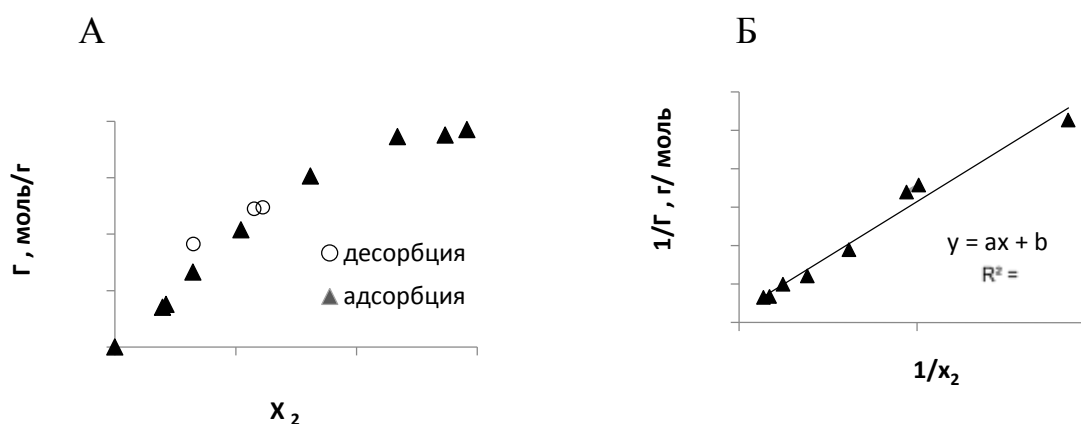 А
Γ, моль/г
десорбция
адсорбция
X 2
Б
1/Γ, г/ моль
y = ax + b
R² =
1/x2